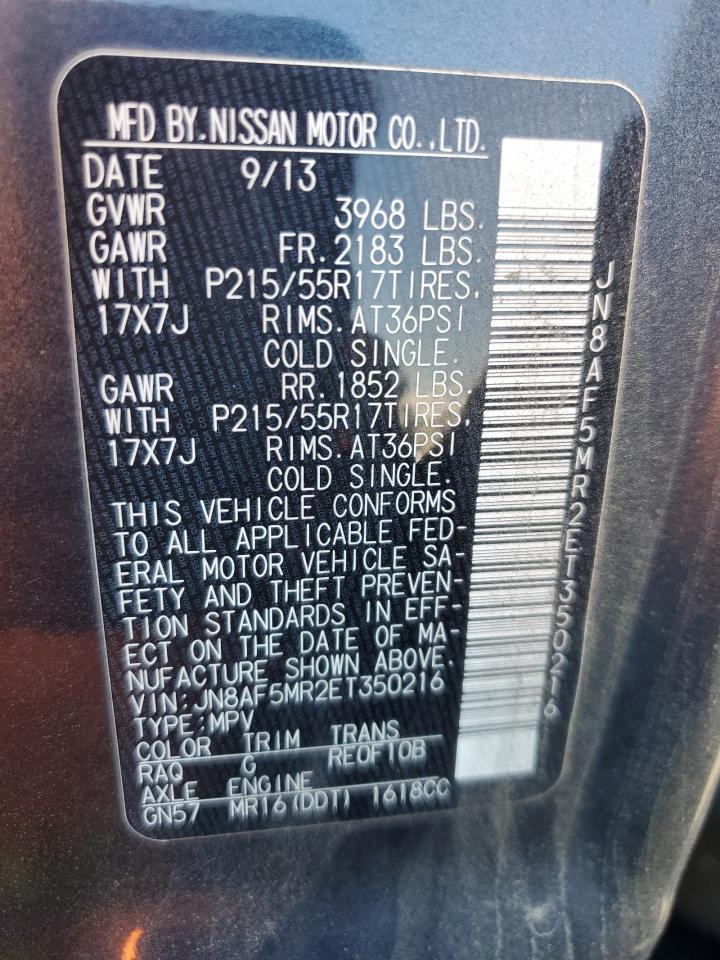 MFD BY.NISSAN MOTOR CO.,LTD.
DATE 9/13
GVWR 3968 LBS.
GAWR FR.2183 LBS.
WITH P215/55R17TIRES.
17X7J RIMS.AT36PSI
COLD SINGLE.
GAWR RR.1852 LBS.
WITH P215/55R17TIRES.
17X7J RIMS.AT36PSI
COLD SINGLE.
THIS VEHICLE CONFORMS
TO ALL APPLICABLE FED-
ERAL MOTOR VEHICLE SA-
FETY AND THEFT PREVEN-
TION STANDARDS IN EFF-
ECT ON THE DATE OF MA-
NUFACTURE SHOWN ABOVE.
VIN:JN8AF5MR2ET350216
TYPE:MPV
COLOR TRIM TRANS
RAQ G REOF10B
AXLE ENGINE
GN57 MR16(DDT) 1618CC
JN8AF5MR2ET350216